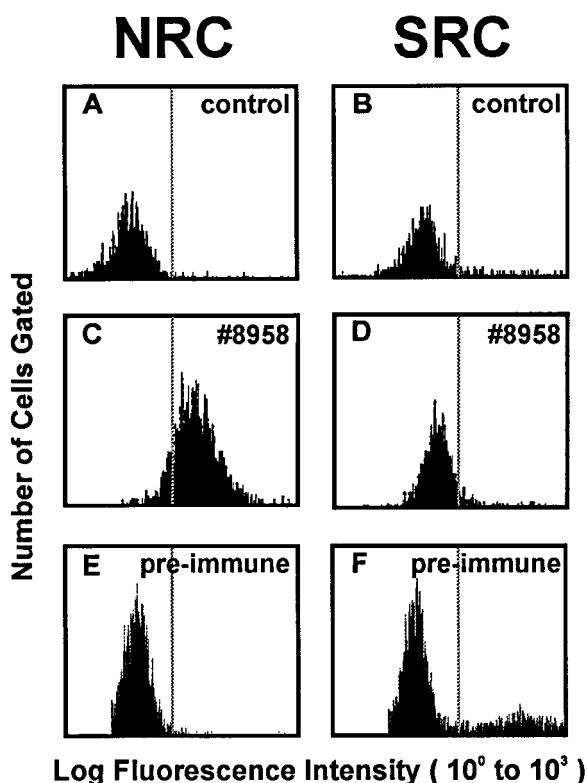 NRC SRC
A control B control
C #8958 D #8958
E pre-immune F pre-immune
Number of Cells Gated
Log Fluorescence Intensity ( 10⁰ to 10³ )